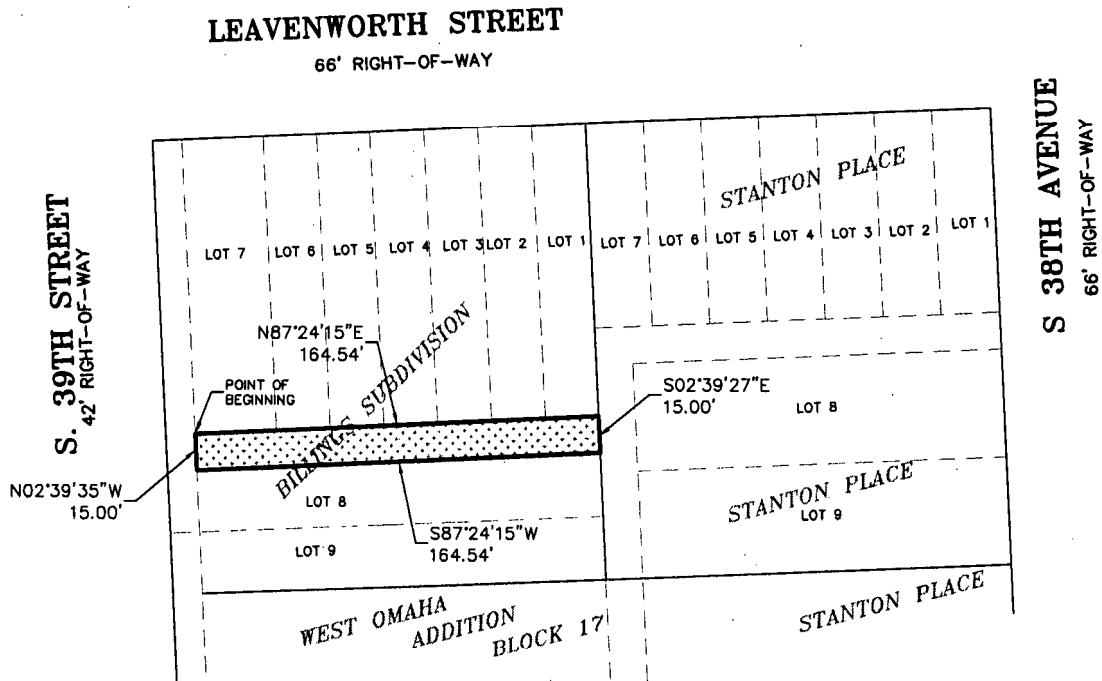 LEAVENWORTH STREET
66' RIGHT-OF-WAY
S. 39TH STREET
42' RIGHT-OF-WAY
S 38TH AVENUE
66' RIGHT-OF-WAY
STANTON PLACE
LOT 7
LOT 6
LOT 5
LOT 4
LOT 3
LOT 2
LOT 1
LOT 7
LOT 6
LOT 5
LOT 4
LOT 3
LOT 2
LOT 1
BILLINGS SUBDIVISION
N87°24'15"E
164.54'
POINT OF
BEGINNING
S02°39'27"E
15.00'
LOT 8
N02°39'35"W
15.00'
LOT 8
S87°24'15"W
164.54'
STANTON PLACE
LOT 9
LOT 9
WEST OMAHA
ADDITION
BLOCK 17
STANTON PLACE